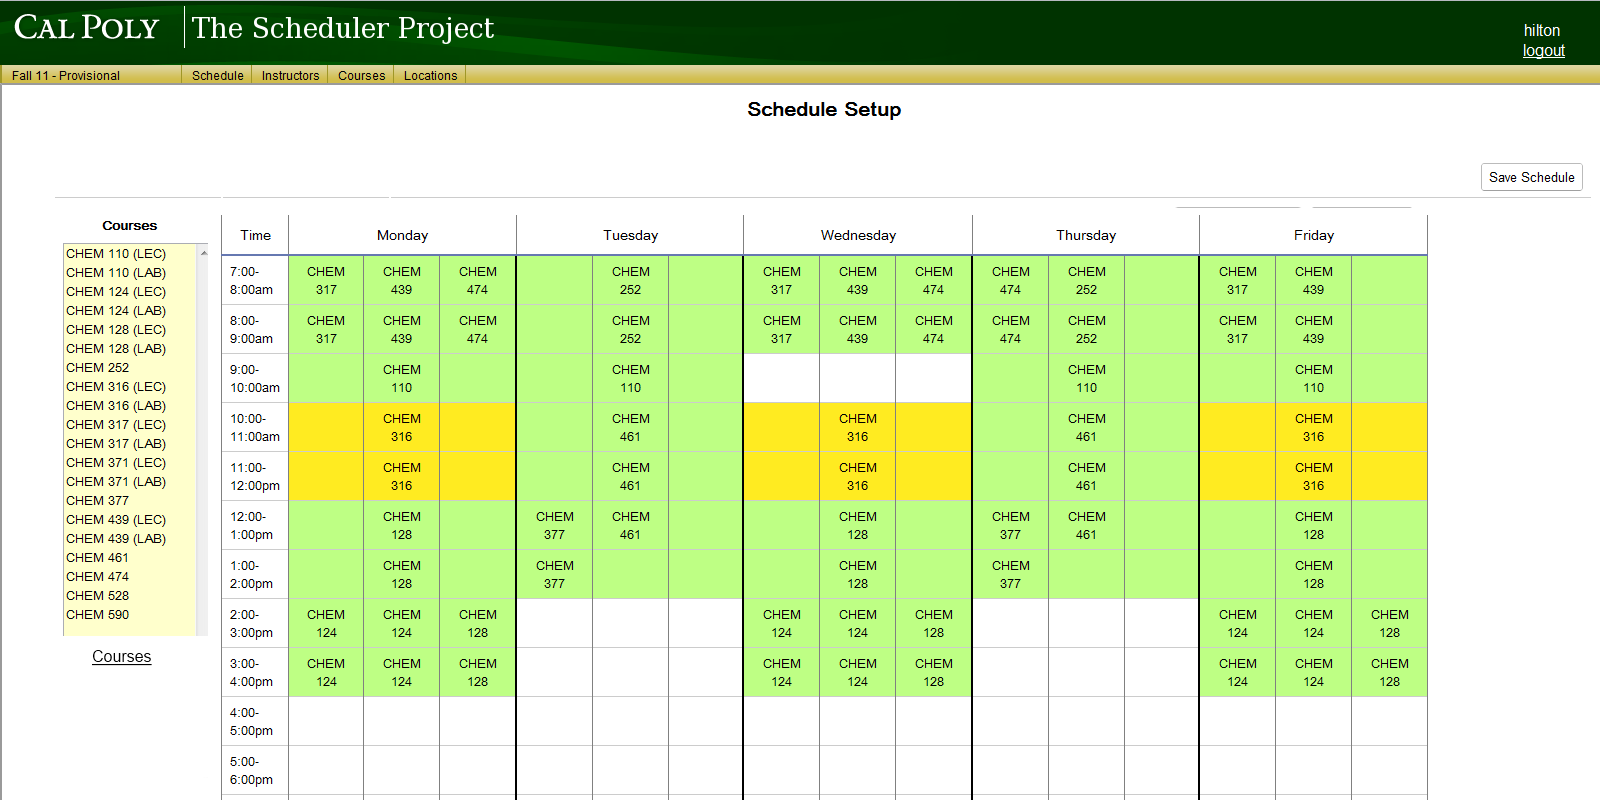 CAL POLY The Scheduler Project
hilton
logout
Fall 11 - Provisional Schedule Instructors Courses Locations
Schedule Setup
Save Schedule
Courses
CHEM 110 (LEC)
CHEM 110 (LAB)
CHEM 124 (LEC)
CHEM 124 (LAB)
CHEM 128 (LEC)
CHEM 128 (LAB)
CHEM 252
CHEM 316 (LEC)
CHEM 316 (LAB)
CHEM 317 (LEC)
CHEM 317 (LAB)
CHEM 371 (LEC)
CHEM 371 (LAB)
CHEM 377
CHEM 439 (LEC)
CHEM 439 (LAB)
CHEM 461
CHEM 474
CHEM 528
CHEM 590
Courses
Time Monday Tuesday Wednesday Thursday Friday
7:00- CHEM CHEM CHEM CHEM CHEM CHEM CHEM CHEM CHEM CHEM CHEM
8:00am 317 439 474 252 317 439 474 474 252 317 439
8:00- CHEM CHEM CHEM CHEM CHEM CHEM CHEM CHEM CHEM CHEM CHEM
9:00am 317 439 474 252 317 439 474 474 252 317 439
9:00- CHEM CHEM CHEM CHEM
10:00am 110 110 110 110
10:00- CHEM CHEM CHEM CHEM CHEM
11:00am 316 461 316 461 316
11:00- CHEM CHEM CHEM CHEM CHEM
12:00pm 316 461 316 461 316
12:00- CHEM CHEM CHEM CHEM CHEM CHEM CHEM
1:00pm 128 377 461 128 377 461 128
1:00- CHEM CHEM CHEM CHEM CHEM
2:00pm 128 377 128 377 128
2:00- CHEM CHEM CHEM CHEM CHEM CHEM CHEM CHEM CHEM
3:00pm 124 124 128 124 124 128 124 124 128
3:00- CHEM CHEM CHEM CHEM CHEM CHEM CHEM CHEM CHEM
4:00pm 124 124 128 124 124 128 124 124 128
4:00-
5:00pm
5:00-
6:00pm